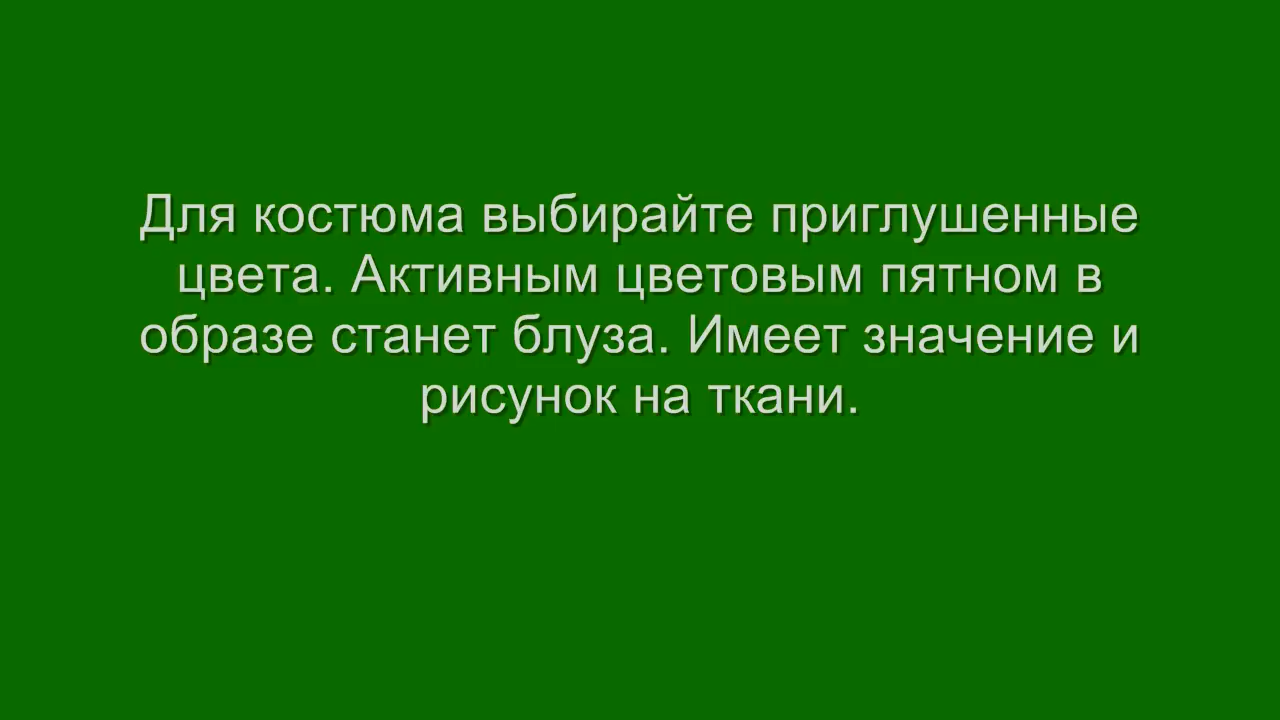 Для костюма выбирайте приглушенные
цвета. Активным цветовым пятном в
образе станет блуза. Имеет значение и
рисунок на ткани.